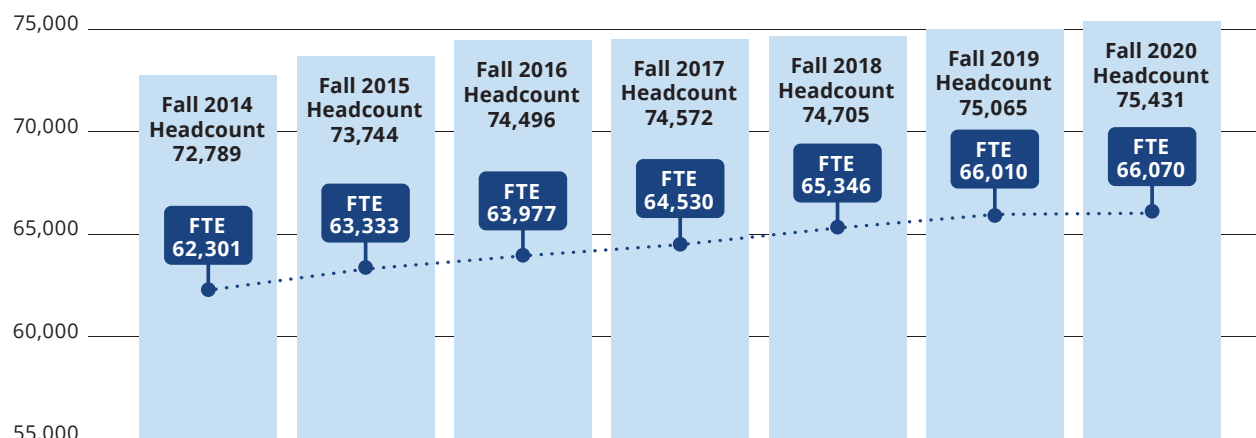 75,000
70,000
65,000
60,000
55,000
Fall 2014
Headcount
72,789
FTE
62,301
Fall 2015
Headcount
73,744
FTE
63,333
Fall 2016
Headcount
74,496
FTE
63,977
Fall 2017
Headcount
74,572
FTE
64,530
Fall 2018
Headcount
74,705
FTE
65,346
Fall 2019
Headcount
75,065
FTE
66,010
Fall 2020
Headcount
75,431
FTE
66,070